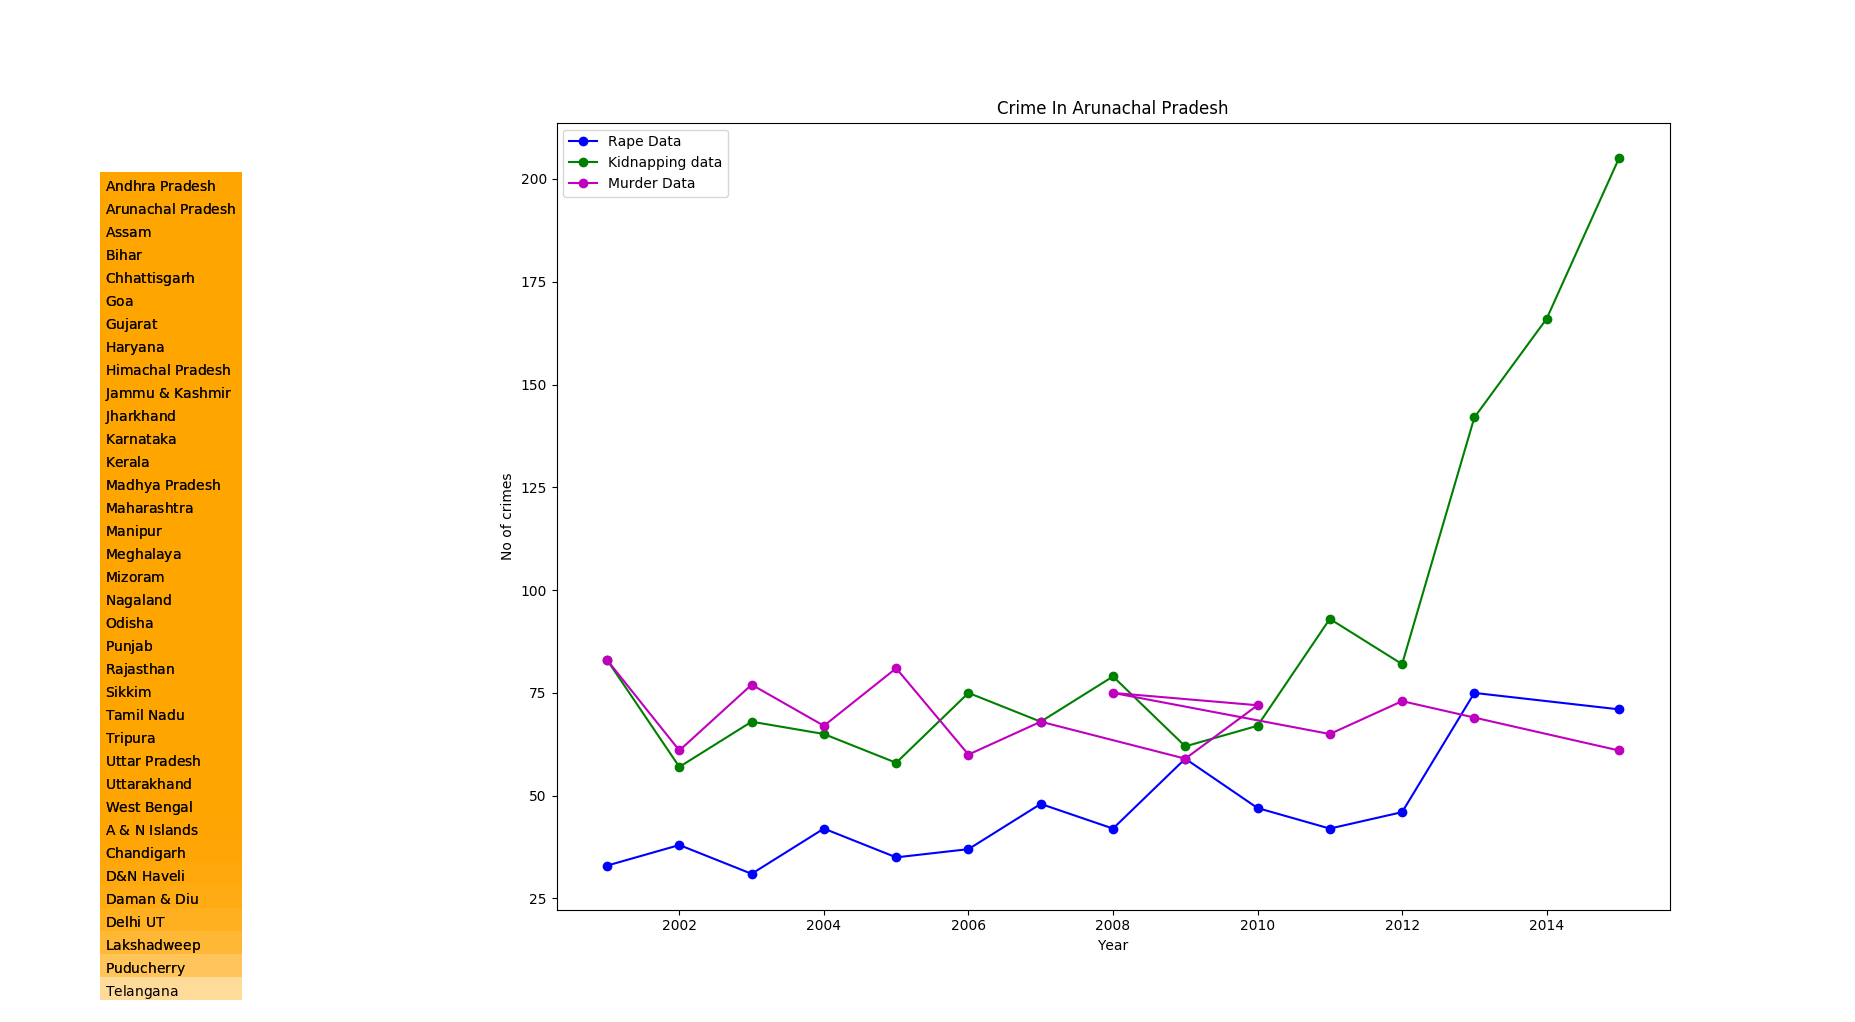 Andhra Pradesh
Arunachal Pradesh
Assam
Bihar
Chhattisgarh
Goa
Gujarat
Haryana
Himachal Pradesh
Jammu & Kashmir
Jharkhand
Karnataka
Kerala
Madhya Pradesh
Maharashtra
Manipur
Meghalaya
Mizoram
Nagaland
Odisha
Punjab
Rajasthan
Sikkim
Tamil Nadu
Tripura
Uttar Pradesh
Uttarakhand
West Bengal
A & N Islands
Chandigarh
D&N Haveli
Daman & Diu
Delhi UT
Lakshadweep
Puducherry
Telangana
Crime In Arunachal Pradesh
Rape Data
Kidnapping data
Murder Data
200
175
150
125
100
75
50
25
No of crimes
2002 2004 2006 2008 2010 2012 2014
Year